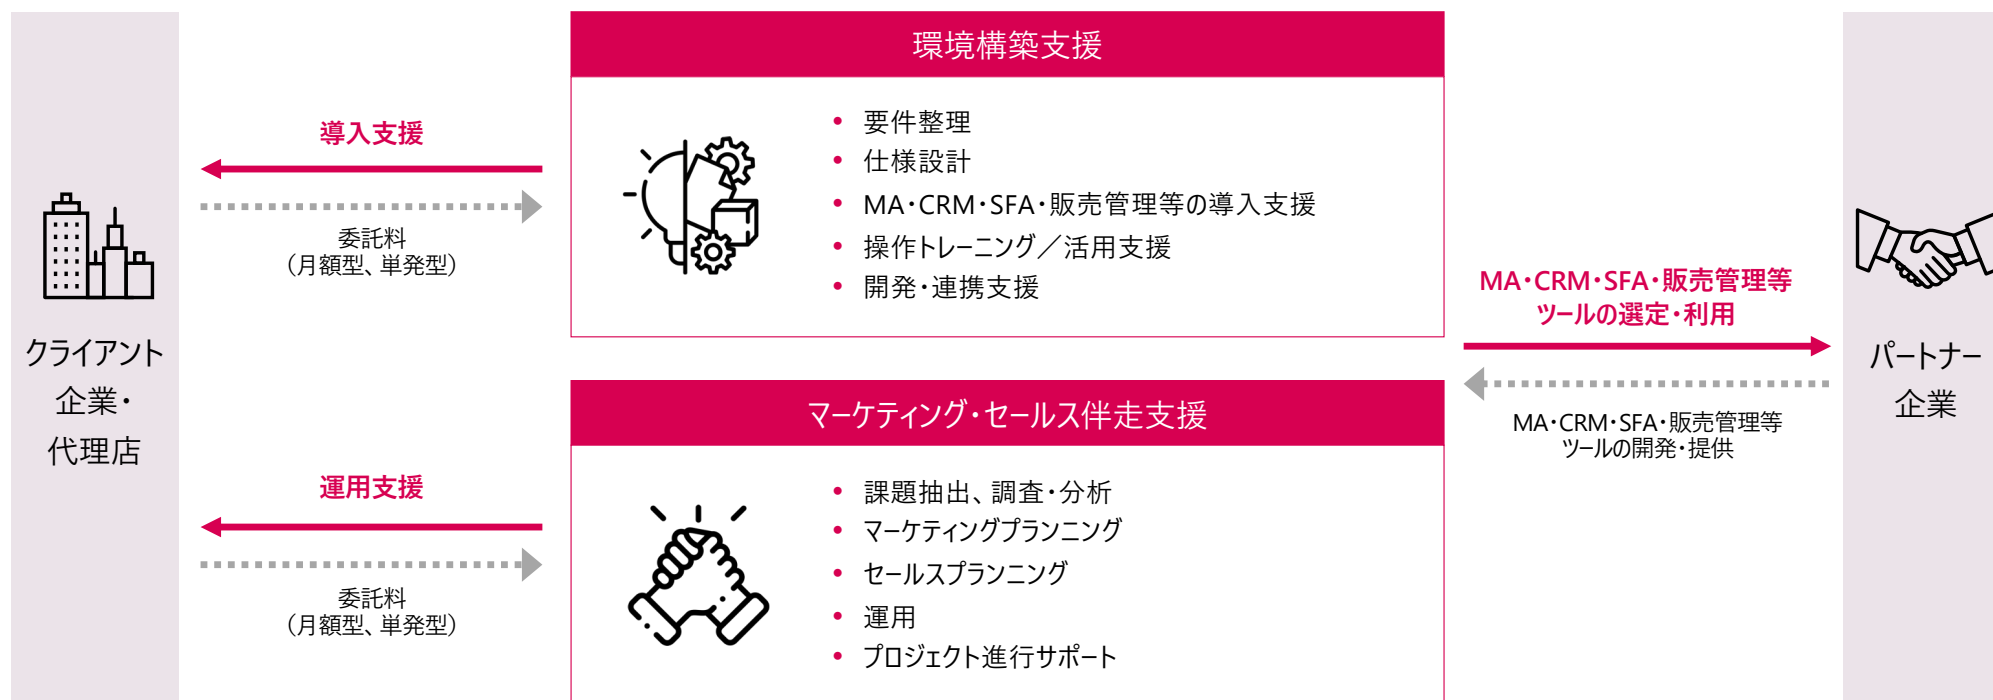 クライアント
企業・
代理店
導入支援
委託料
（月額型、単発型）
運用支援
委託料
（月額型、単発型）
環境構築支援
• 要件整理
• 仕様設計
• MA・CRM・SFA・販売管理等の導入支援
• 操作トレーニング／活用支援
• 開発・連携支援
マーケティング・セールス伴走支援
• 課題抽出、調査・分析
• マーケティングプランニング
• セールスプランニング
• 運用
• プロジェクト進行サポート
MA・CRM・SFA・販売管理等
ツールの選定・利用
MA・CRM・SFA・販売管理等
ツールの開発・提供
パートナー
企業